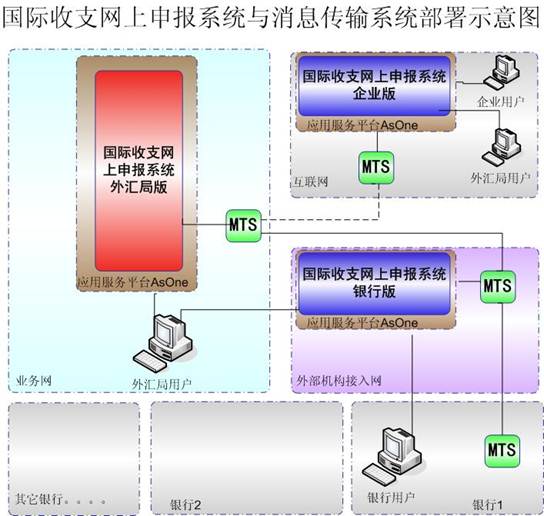 国际收支网上申报系统与消息传输系统部署示意图
国际收支网
上申报系统
外汇局版
应用服务平台AsOne
MTS
外汇局用户
业务网
国际收支网上申报系统
企业版
应用服务平台AsOne
MTS
互联网
企业用户
外汇局用户
国际收支网上申报系统
银行版
应用服务平台AsOne
MTS
外部机构接入网
其它银行。。。。
银行2
银行用户
MTS
银行1